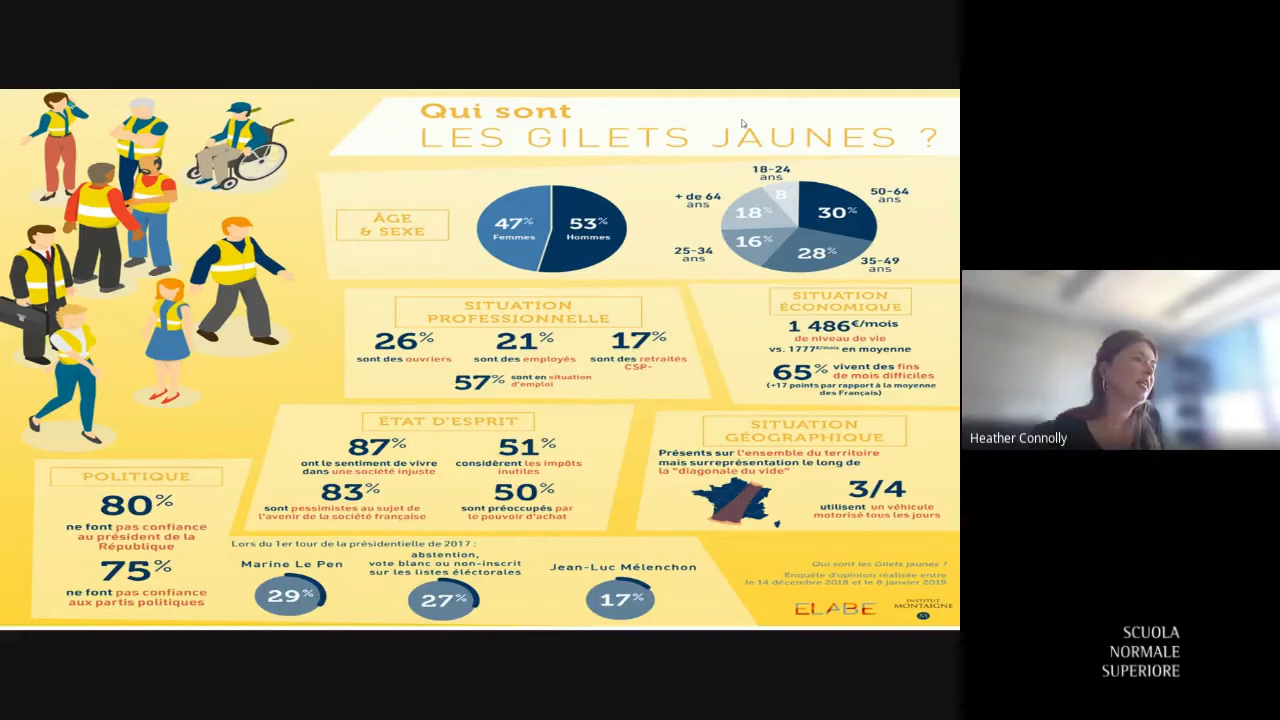 Qui sont
LES GILETS JAUNES ?
ÂGE
& SEXE
47%
Femmes
53%
Hommes
18-24
ans
8
+ de 64
ans
18%
50-64
ans
30%
25-34
ans
16%
28%
35-49
ans
SITUATION
PROFESSIONNELLE
26%
sont des ouvriers
21%
sont des employés
17%
sont des retraités
CSP-
57%
sont en situation
d'emploi
SITUATION
ÉCONOMIQUE
1 486€/mois
de niveau de vie
vs. 1777€/mois en moyenne
65% vivent des fins
de mois difficiles
(+17 points par rapport à la moyenne
des Français)
ÉTAT D'ESPRIT
87%
ont le sentiment de vivre
dans une société injuste
51%
considèrent les impôts
inutiles
83%
sont pessimistes au sujet de
l'avenir de la société française
50%
sont préoccupés par
le pouvoir d'achat
SITUATION
GÉOGRAPHIQUE
Présents sur l'ensemble du territoire
mais surreprésentation le long de
la "diagonale du vide"
3/4
utilisent un véhicule
motorisé tous les jours
POLITIQUE
80%
ne font pas confiance
au président de la
République
75%
ne font pas confiance
aux partis politiques
Lors du 1er tour de la présidentielle de 2017 :
Marine Le Pen
29%
abstention,
vote blanc ou non-inscrit
sur les listes éléctorales
27%
Jean-Luc Mélenchon
17%
Qui sont les Gilets Jaunes ?
Enquête d'opinion réalisée entre
le 14 décembre 2018 et le 8 janvier 2019
ELABE
INSTITUT
MONTAIGNE
Heather Connolly
SCUOLA
NORMALE
SUPERIORE